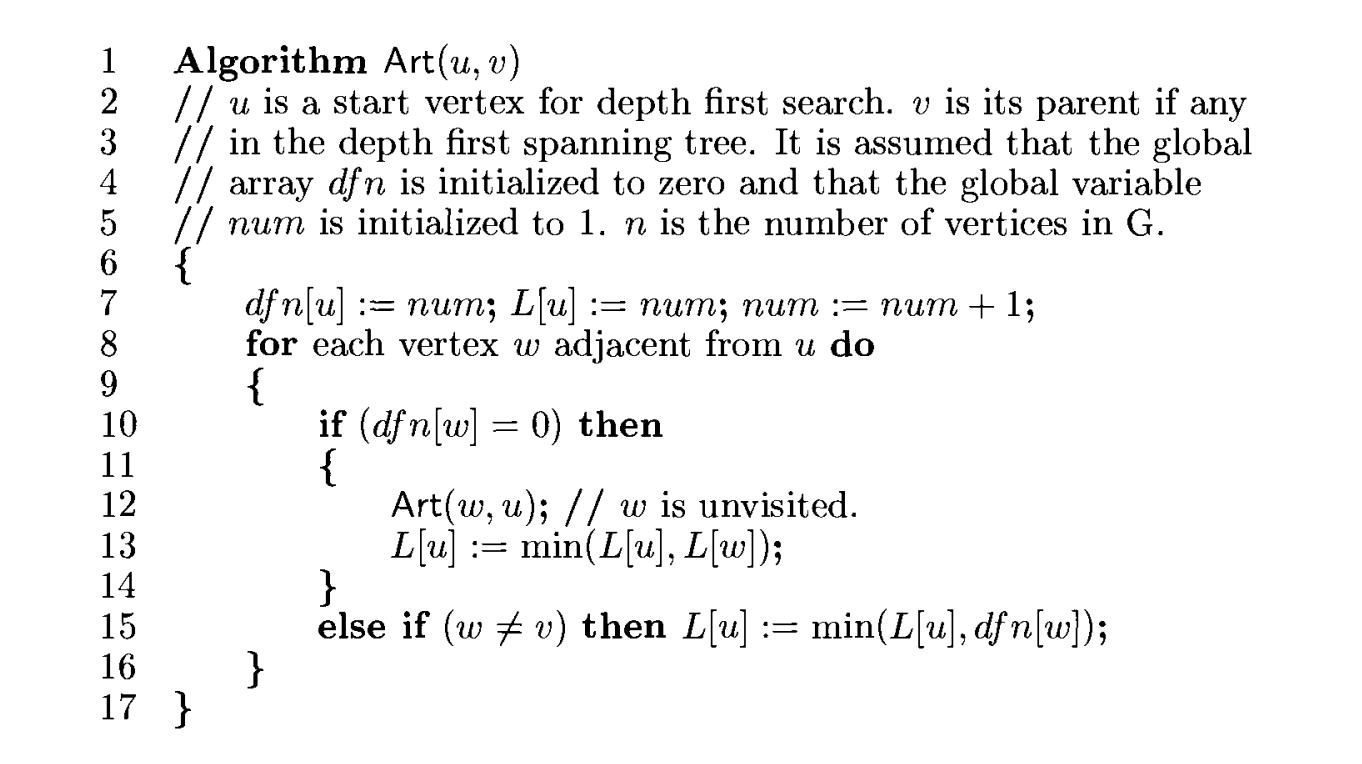 1 Algorithm Art(u, v)
2 // u is a start vertex for depth first search. v is its parent if any
3 // in the depth first spanning tree. It is assumed that the global
4 // array dfn is initialized to zero and that the global variable
5 // num is initialized to 1. n is the number of vertices in G.
6 {
7 dfn[u] := num; L[u] := num; num := num + 1;
8 for each vertex w adjacent from u do
9 {
10 if (dfn[w] = 0) then
11 {
12 Art(w, u); // w is unvisited.
13 L[u] := min(L[u], L[w]);
14 }
15 else if (w ≠ v) then L[u] := min(L[u], dfn[w]);
16 }
17 }